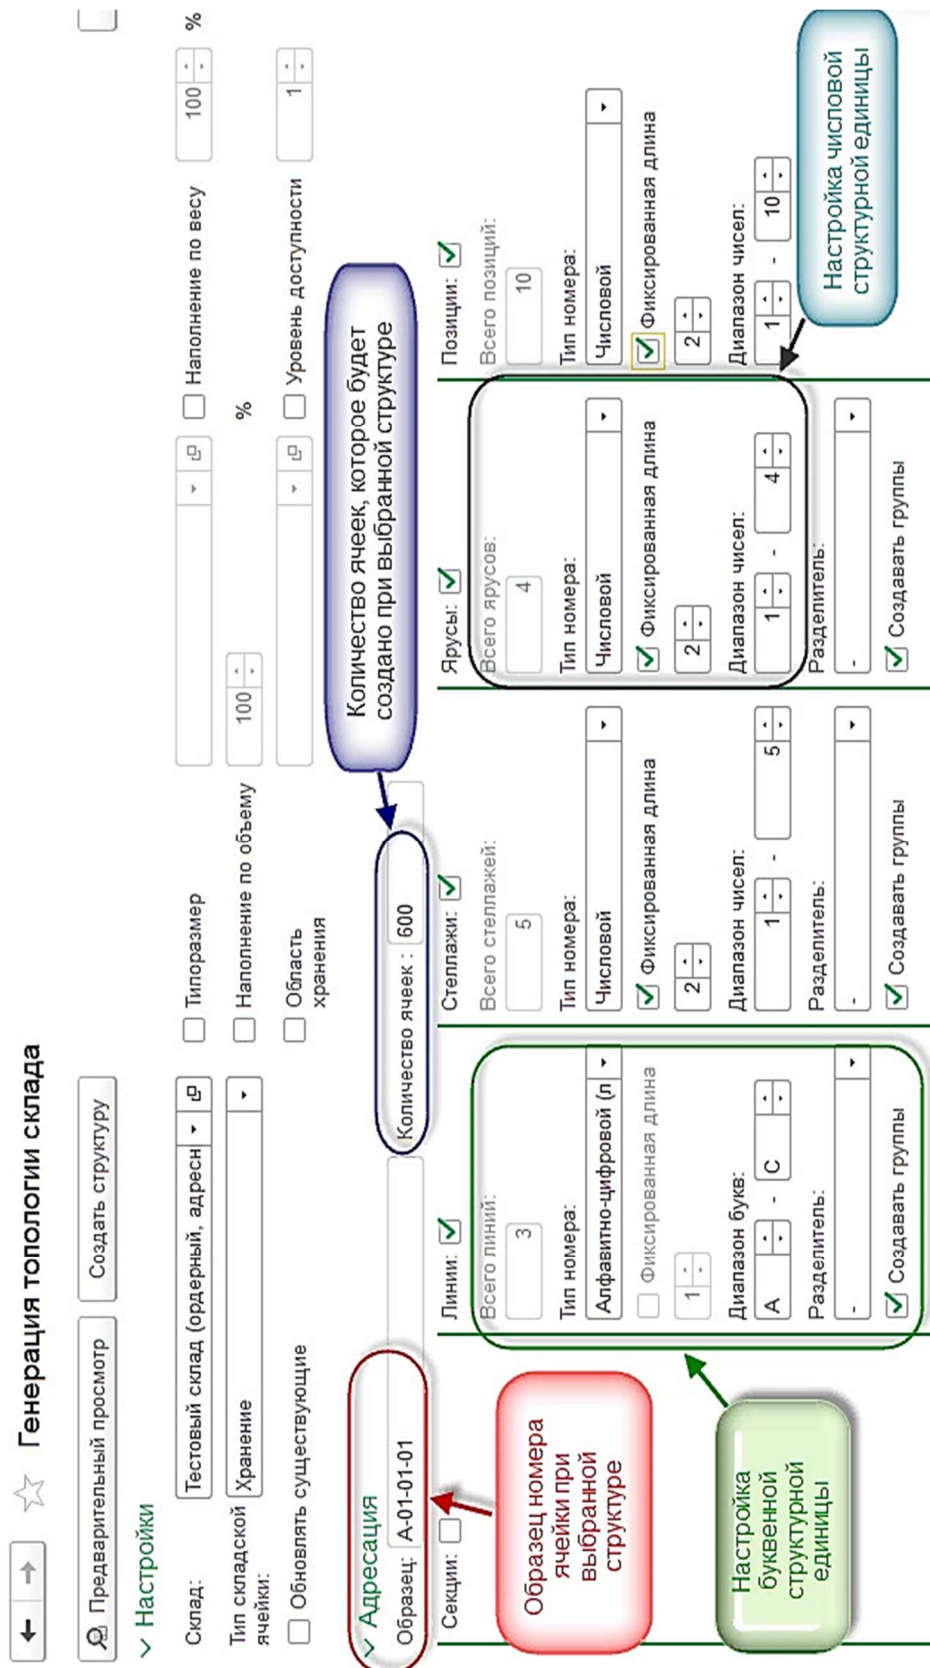 Генерация топологии склада
Предварительный просмотр
Создать структуру
Настройки
Склад:
Тестовый склад (ордерный, адресн
Типоразмер
Наполнение по весу
100
%
Тип складской
ячейки:
Хранение
Наполнение по объему
100
%
Обновлять существующие
Область
хранения
Уровень доступности
1
Адресация
Образец:
A-01-01-01
Количество ячеек :
600
Количество ячеек, которое будет
создано при выбранной структуре
Секции:
Образец номера
ячейки при
выбранной
структуре
Настройка
буквенной
структурной
единицы
Линии:
Всего линий:
3
Тип номера:
Алфавитно-цифровой (л
Фиксированная длина
1
Диапазон букв:
A - C
Разделитель:
-
Создавать группы
Стеллажи:
Всего стеллажей:
5
Тип номера:
Числовой
Фиксированная длина
2
Диапазон чисел:
1 - 5
Разделитель:
-
Создавать группы
Ярусы:
Всего ярусов:
4
Тип номера:
Числовой
Фиксированная длина
2
Диапазон чисел:
1 - 4
Разделитель:
-
Создавать группы
Позиции:
Всего позиций:
10
Тип номера:
Числовой
Фиксированная длина
2
Диапазон чисел:
1 - 10
Настройка числовой
структурной единицы